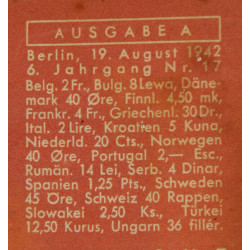 AUSGABE A
Berlin, 19. August 1942
6. Jahrgang Nr. 17
Belg. 2 Fr., Bulg. 8 Lewa, Däne-
mark 40 Øre, Finnl. 4,50 mk,
Frankr. 4 Fr., Griechenl. 30 Dr.,
Ital. 2 Lire, Kroatien 5 Kuna,
Niederld. 20 Cts., Norwegen
40 Øre, Portugal 2,— Esc.,
Rumän. 14 Lei, Serb. 4 Dinar,
Spanien 1,25 Pts., Schweden
45 Öre, Schweiz 40 Rappen,
Slowakei 2,50 Ks., Türkei
12,50 Kurus, Ungarn 36 fillér.